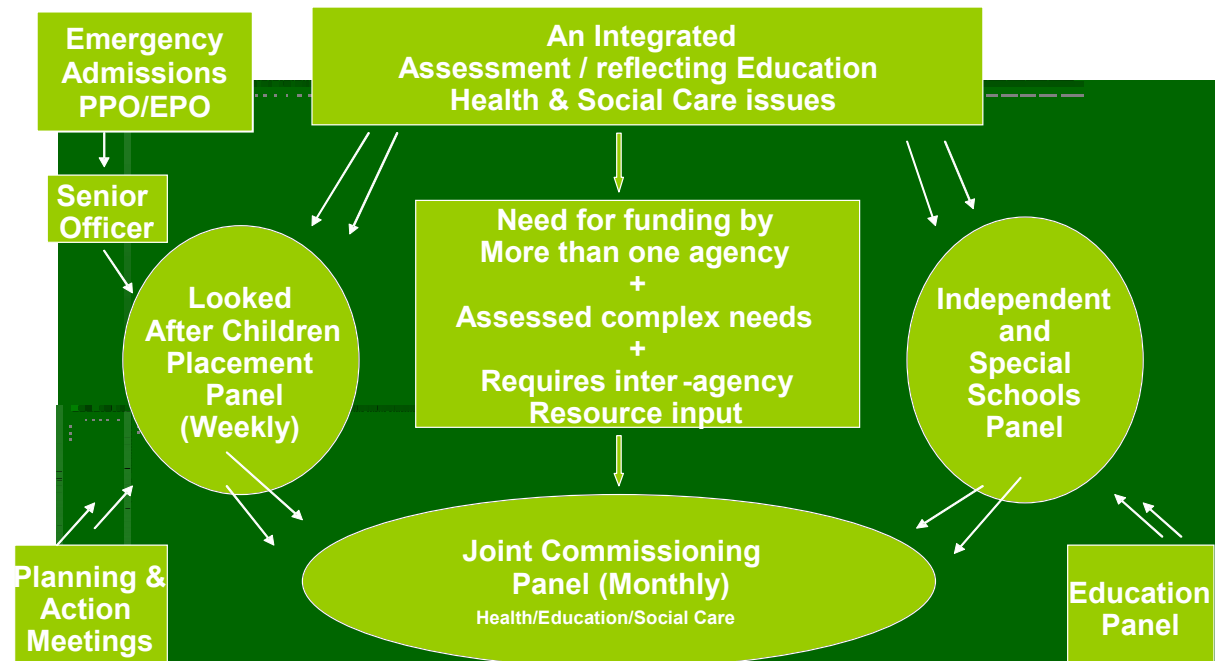 Emergency
Admissions
PPO/EPO
An Integrated
Assessment / reflecting Education
Health & Social Care issues
Senior
Officer
Need for funding by
More than one agency
+
Assessed complex needs
+
Requires inter-agency
Resource input
Looked
After Children
Placement
Panel
(Weekly)
Independent
and
Special
Schools
Panel
Joint Commissioning
Panel (Monthly)
Health/Education/Social Care
Planning &
Action
Meetings
Education
Panel